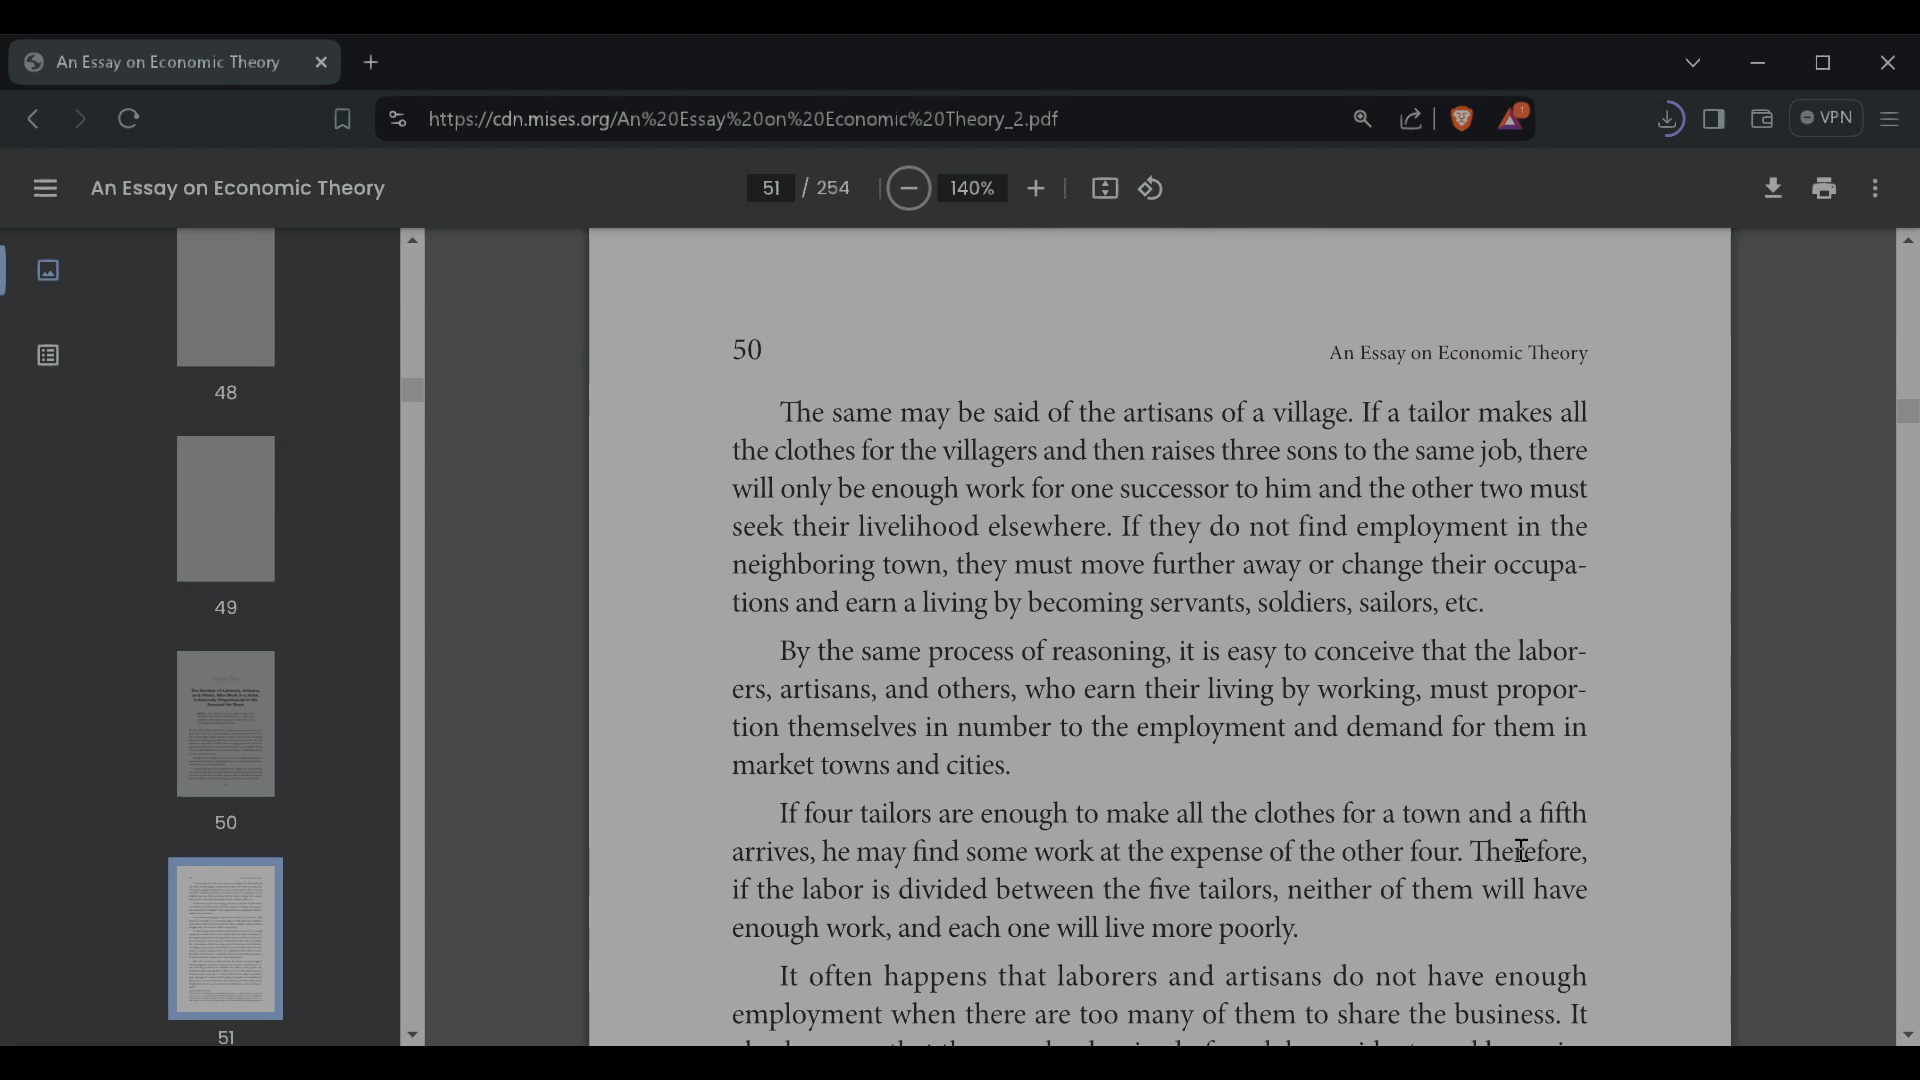 An Essay on Economic Theory
https://cdn.mises.org/An%20Essay%20on%20Economic%20Theory_2.pdf
1
VPN
An Essay on Economic Theory
51 / 254
140%
48
49
50
51
50
An Essay on Economic Theory
The same may be said of the artisans of a village. If a tailor makes all
the clothes for the villagers and then raises three sons to the same job, there
will only be enough work for one successor to him and the other two must
seek their livelihood elsewhere. If they do not find employment in the
neighboring town, they must move further away or change their occupa-
tions and earn a living by becoming servants, soldiers, sailors, etc.
By the same process of reasoning, it is easy to conceive that the labor-
ers, artisans, and others, who earn their living by working, must propor-
tion themselves in number to the employment and demand for them in
market towns and cities.
If four tailors are enough to make all the clothes for a town and a fifth
arrives, he may find some work at the expense of the other four. Therefore,
if the labor is divided between the five tailors, neither of them will have
enough work, and each one will live more poorly.
It often happens that laborers and artisans do not have enough
employment when there are too many of them to share the business. It